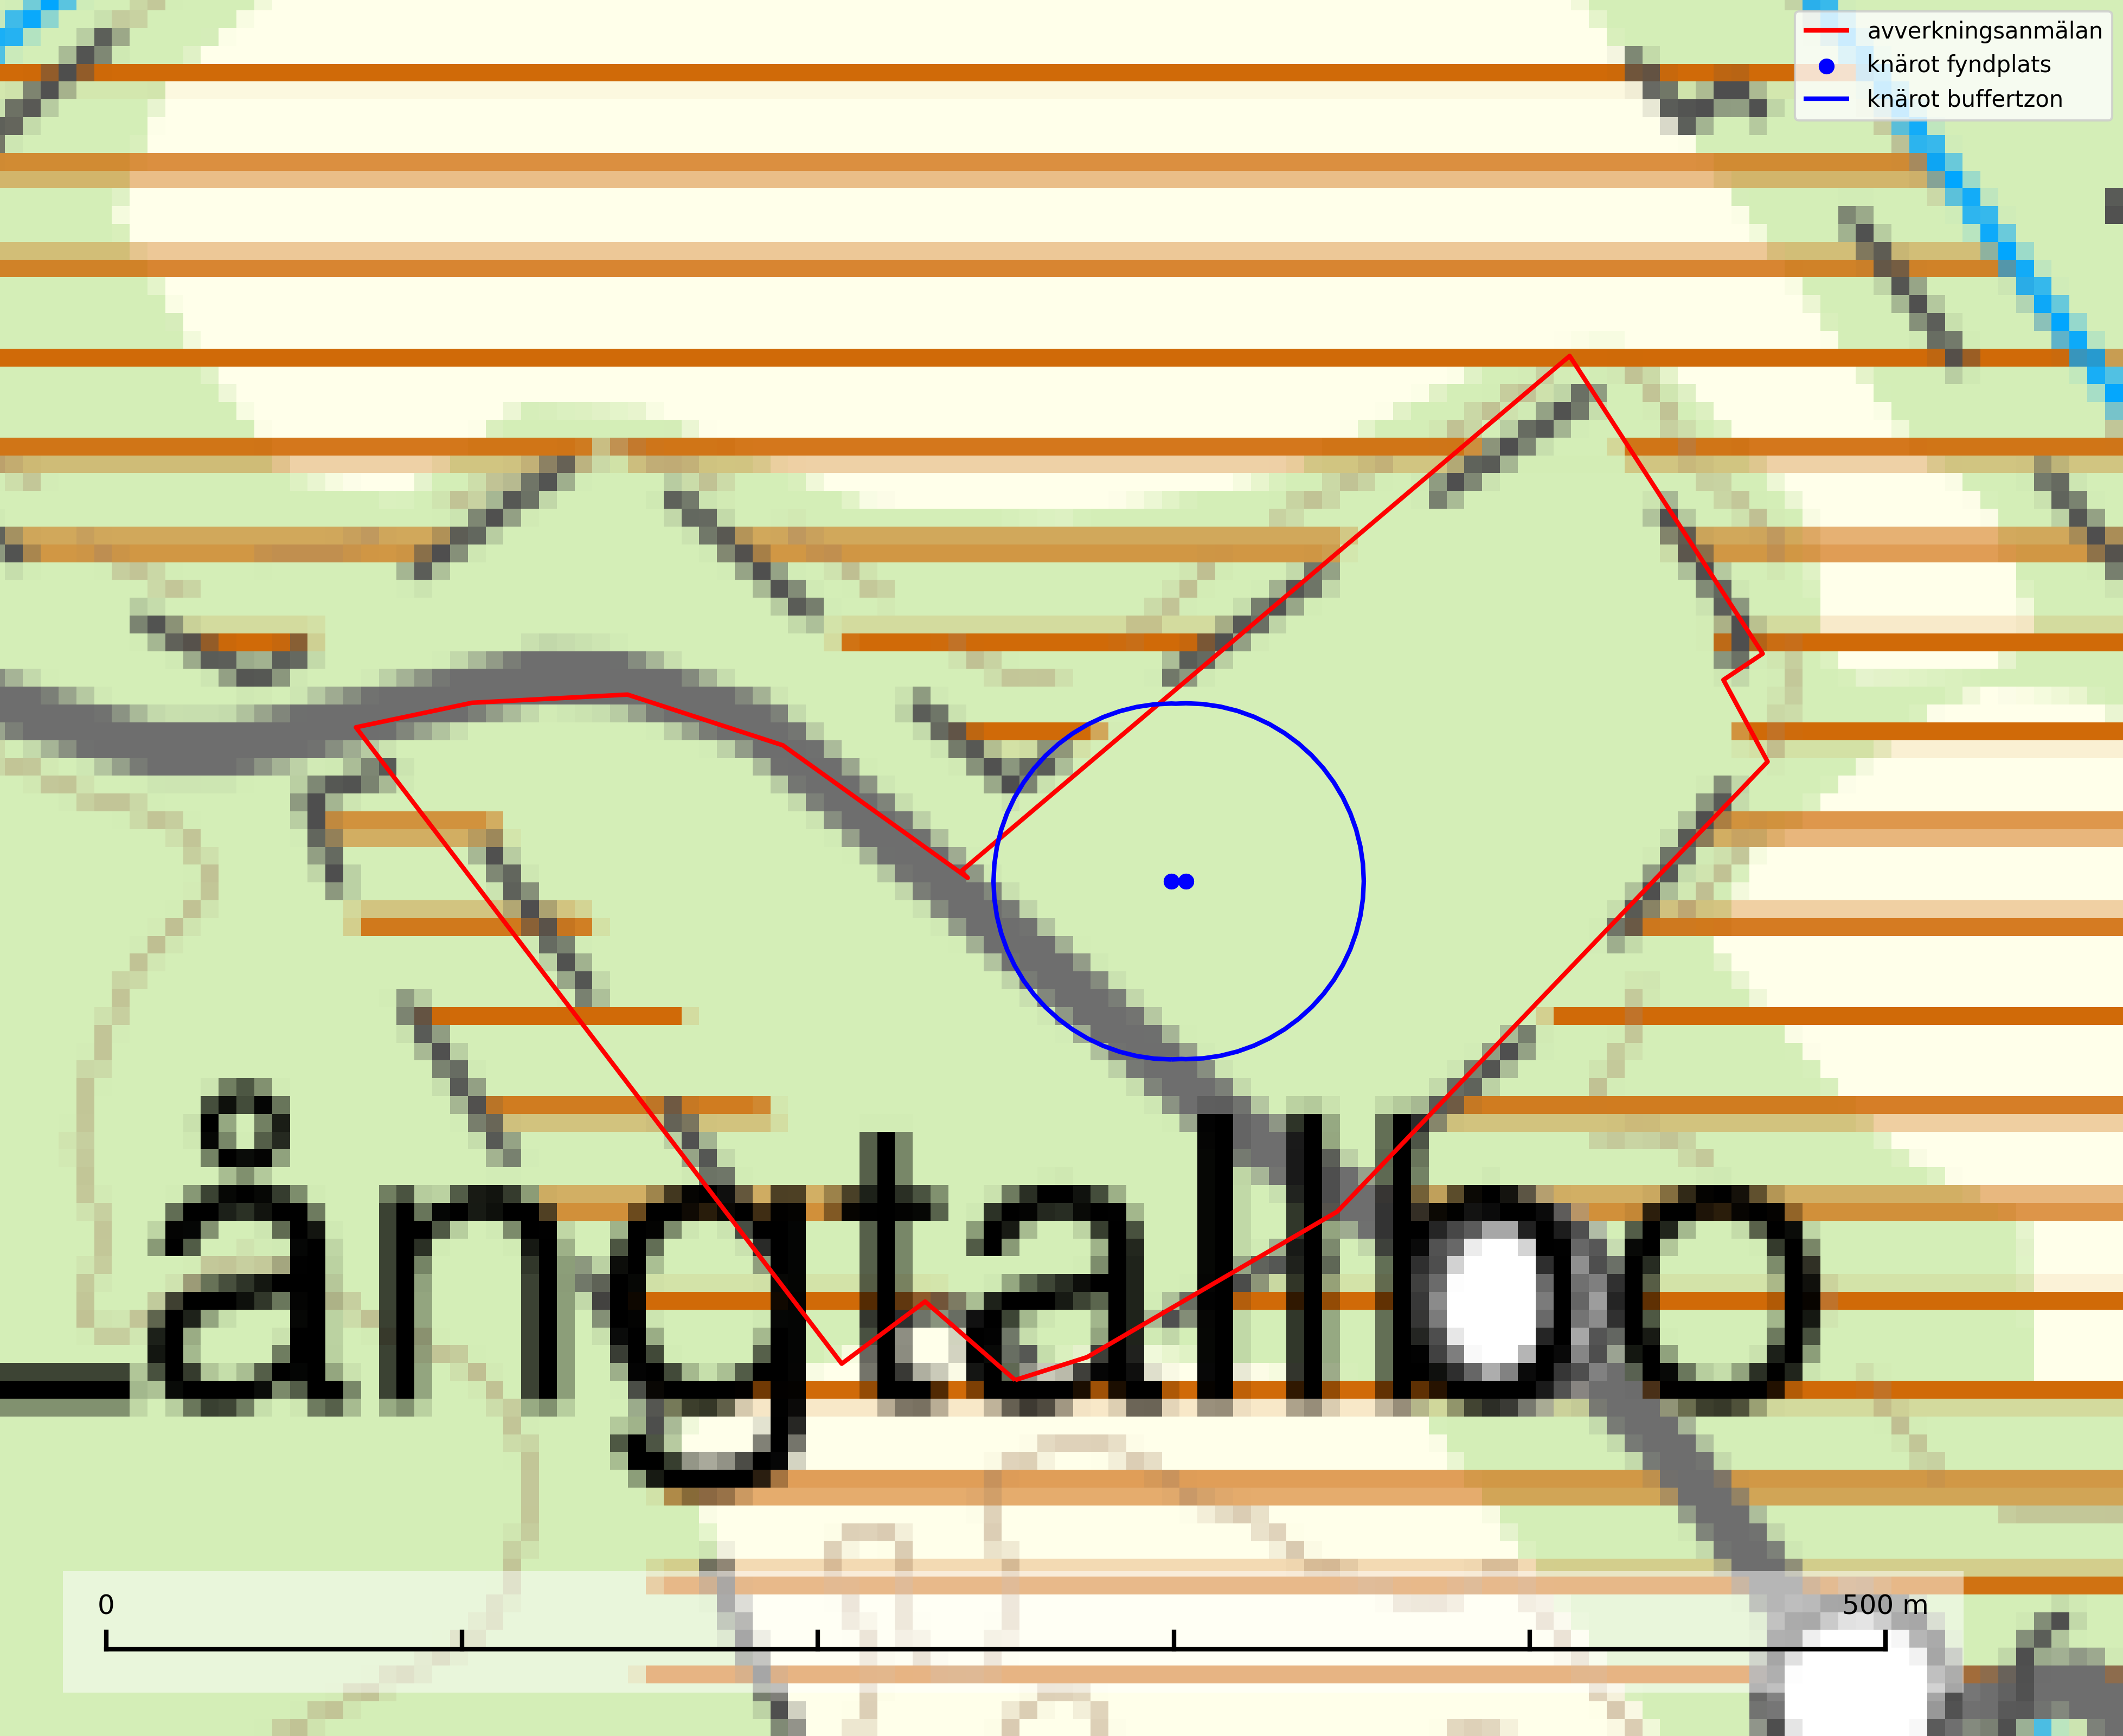 avverkningsanmälan
knärot fyndplats
knärot buffertzon
ångtallbo
0 500 m